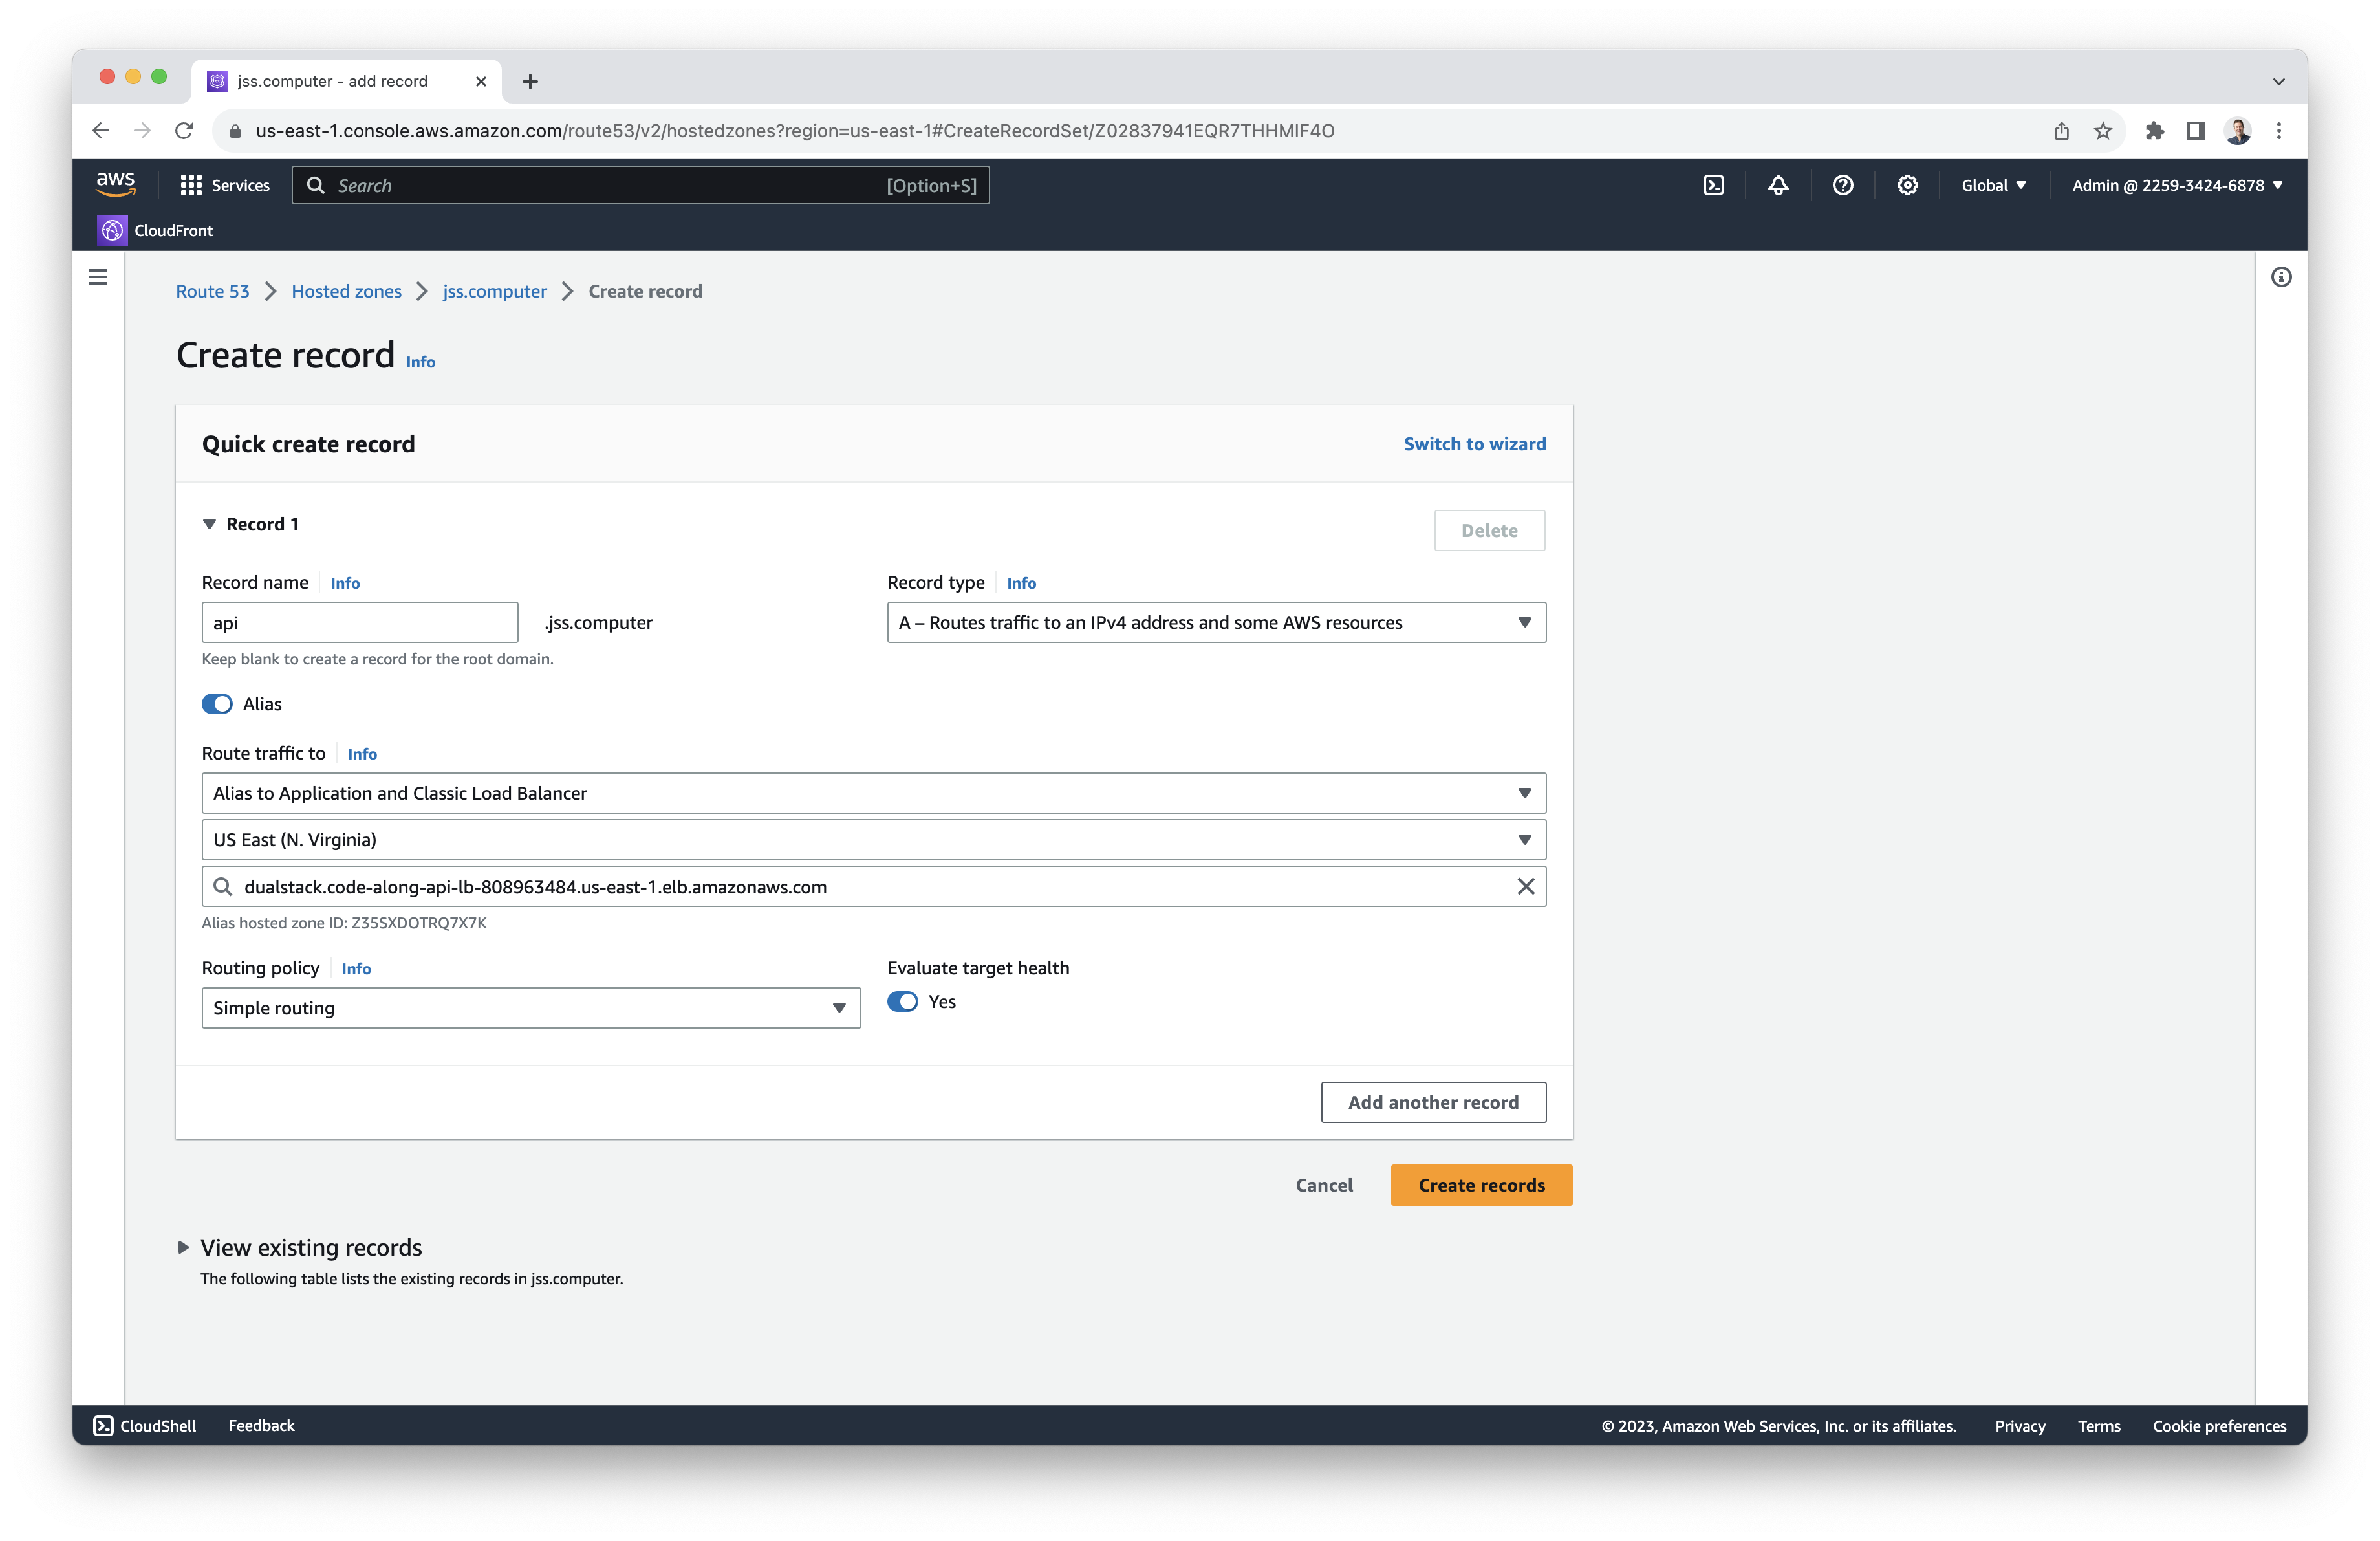 jss.computer - add record
us-east-1.console.aws.amazon.com/route53/v2/hostedzones?region=us-east-1#CreateRecordSet/Z02837941EQR7THHMIF4O
aws Services Search [Option+S] Global Admin @ 2259-3424-6878
CloudFront
Route 53 Hosted zones jss.computer Create record
Create record Info
Quick create record Switch to wizard
Record 1 Delete
Record name Info Record type Info
api .jss.computer A – Routes traffic to an IPv4 address and some AWS resources
Keep blank to create a record for the root domain.
Alias
Route traffic to Info
Alias to Application and Classic Load Balancer
US East (N. Virginia)
dualstack.code-along-api-lb-808963484.us-east-1.elb.amazonaws.com
Alias hosted zone ID: Z35SXDOTRQ7X7K
Routing policy Info Evaluate target health
Simple routing Yes
Add another record
Cancel Create records
View existing records
The following table lists the existing records in jss.computer.
CloudShell Feedback © 2023, Amazon Web Services, Inc. or its affiliates. Privacy Terms Cookie preferences